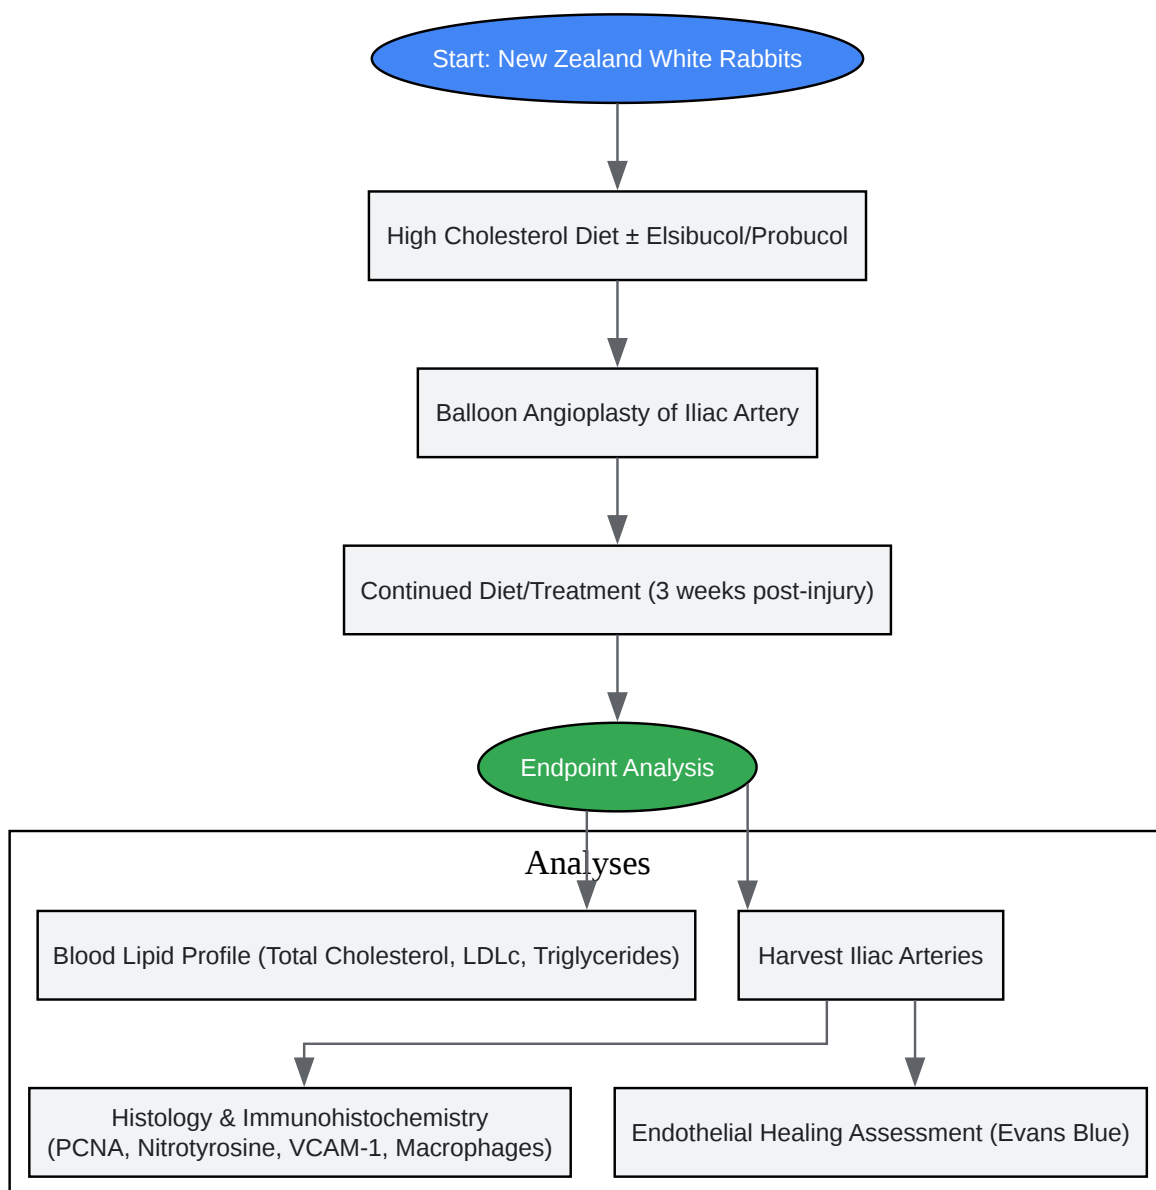 Start: New Zealand White Rabbits
High Cholesterol Diet ± Elsibucol/Probucol
Balloon Angioplasty of Iliac Artery
Continued Diet/Treatment (3 weeks post-injury)
Endpoint Analysis
Analyses
Blood Lipid Profile (Total Cholesterol, LDLc, Triglycerides)
Harvest Iliac Arteries
Histology & Immunohistochemistry
(PCNA, Nitrotyrosine, VCAM-1, Macrophages)
Endothelial Healing Assessment (Evans Blue)